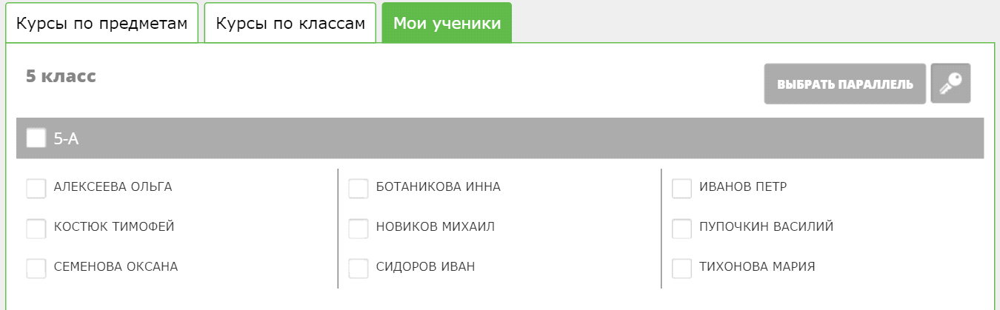 Курсы по предметам
Курсы по классам
Мои ученики
5 класс
ВЫБРАТЬ ПАРАЛЛЕЛЬ
5-А
АЛЕКСЕЕВА ОЛЬГА
БОТАНИКОВА ИННА
ИВАНОВ ПЕТР
КОСТЮК ТИМОФЕЙ
НОВИКОВ МИХАИЛ
ПУПОЧКИН ВАСИЛИЙ
СЕМЕНОВА ОКСАНА
СИДОРОВ ИВАН
ТИХОНОВА МАРИЯ